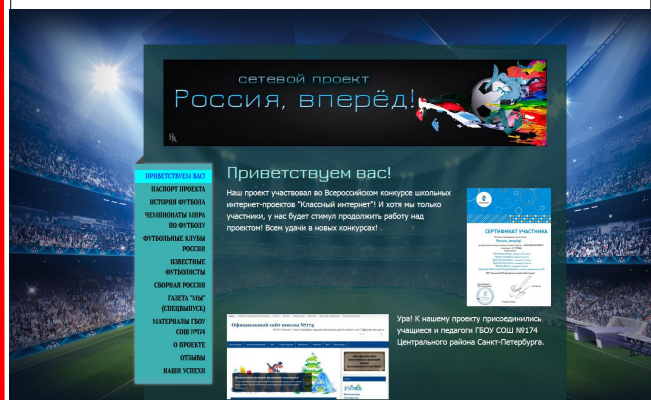 сетевой проект
Россия, вперёд!
ПРИВЕТСТВУЕМ ВАС!
ПАСПОРТ ПРОЕКТА
ИСТОРИЯ ФУТБОЛА
ЧЕМПИОНАТЫ МИРА
ПО ФУТБОЛУ
ФУТБОЛЬНЫЕ КЛУБЫ
РОССИИ
ИЗВЕСТНЫЕ
ФУТБОЛИСТЫ
СБОРНАЯ РОССИИ
ГАЗЕТА "МЫ"
(СПЕЦВЫПУСК)
МАТЕРИАЛЫ ГБОУ
СОШ №174
О ПРОЕКТЕ
ОТЗЫВЫ
НАШИ УСПЕХИ
Приветствуем вас!
Наш проект участвовал во Всероссийском конкурсе школьных
интернет-проектов "Классный интернет"! И хотя мы только
участники, у нас будет стимул продолжить работу над
проектом! Всем удачи в новых конкурсах!
СЕРТИФИКАТ УЧАСТНИКА
Россия, вперёд!
Официальный сайт школы №174
Ура! К нашему проекту присоединились
учащиеся и педагоги ГБОУ СОШ №174
Центрального района Санкт-Петербурга.